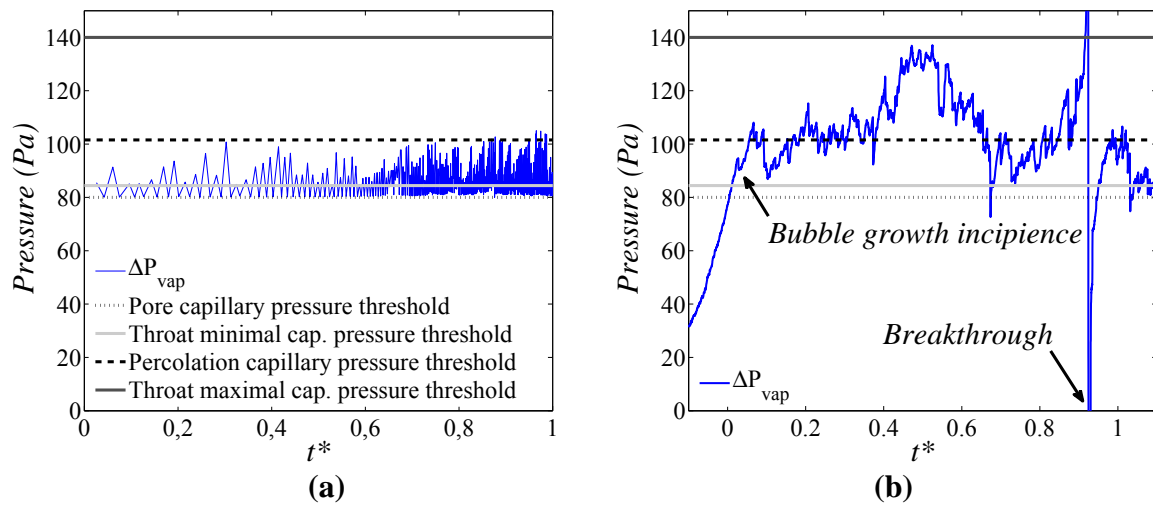 140
120
100
80
60
40
20
0
Pressure (Pa)
ΔPvap
Pore capillary pressure threshold
Throat minimal cap. pressure threshold
Percolation capillary pressure threshold
Throat maximal cap. pressure threshold
0 0,2 0,4 0,6 0,8 1
t*
(a)
140
120
100
80
60
40
20
0
Pressure (Pa)
Bubble growth incipience
Breakthrough
ΔPvap
0 0.2 0.4 0.6 0.8 1
t*
(b)